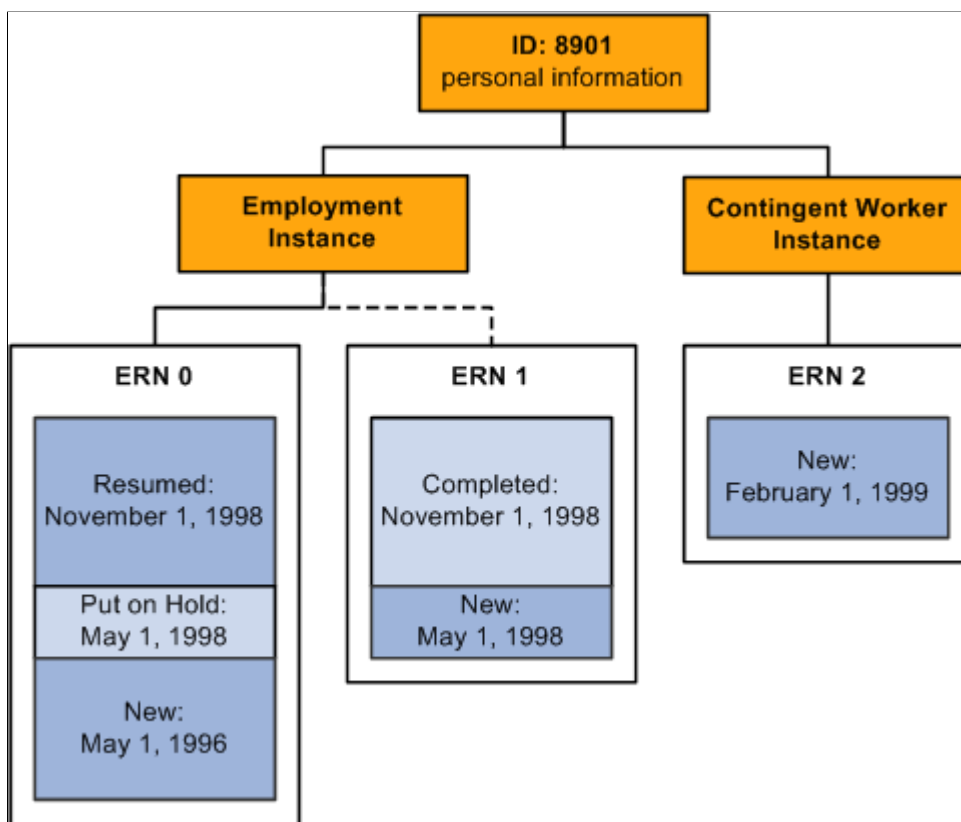 ID: 8901
personal information
Employment
Instance
Contingent Worker
Instance
ERN 0
Resumed:
November 1, 1998
Put on Hold:
May 1, 1998
New:
May 1, 1996
ERN 1
Completed:
November 1, 1998
New:
May 1, 1998
ERN 2
New:
February 1, 1999